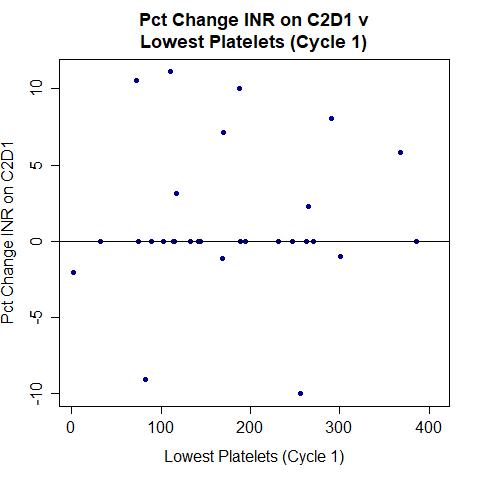 Pct Change INR on C2D1 v
Lowest Platelets (Cycle 1)
Pct Change INR on C2D1
10
5
0
-5
-10
0 100 200 300 400
Lowest Platelets (Cycle 1)